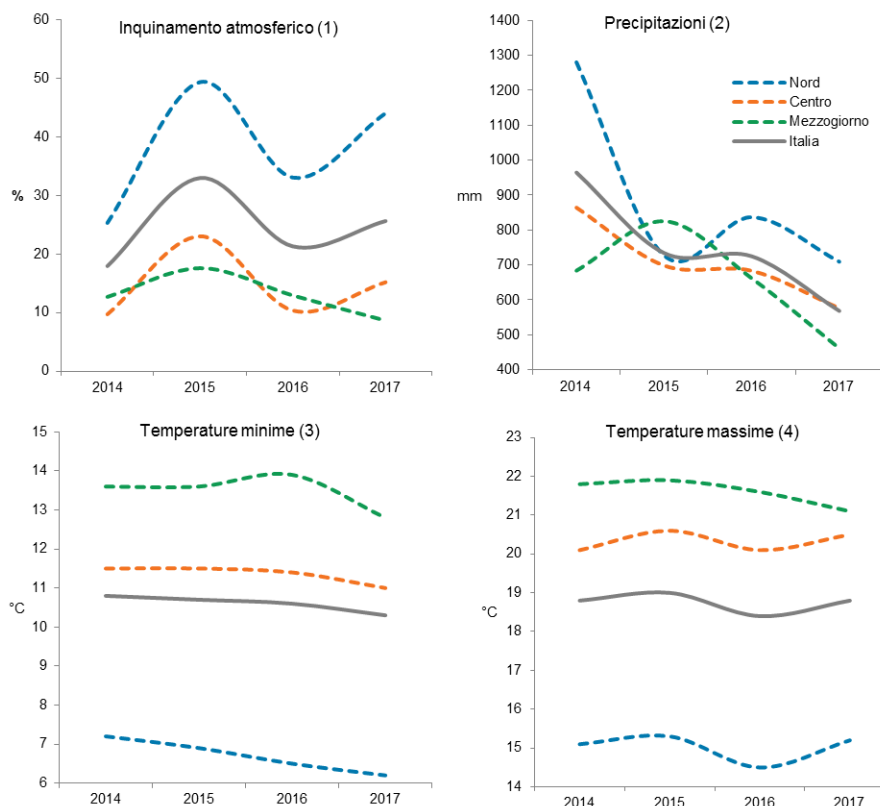 Inquinamento atmosferico (1)
60
50
40
%
30
20
10
0
2014 2015 2016 2017
Precipitazioni (2)
1400
1300
1200
1100
1000
900
mm
800
700
600
500
400
2014 2015 2016 2017
Nord
Centro
Mezzogiorno
Italia
Temperature minime (3)
15
14
13
12
11
°C
10
9
8
7
6
2014 2015 2016 2017
Temperature massime (4)
23
22
21
20
19
°C
18
17
16
15
14
2014 2015 2016 2017